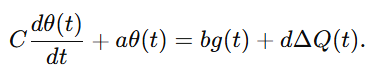 C dθ(t)/dt + aθ(t) = bg(t) + dΔQ(t).